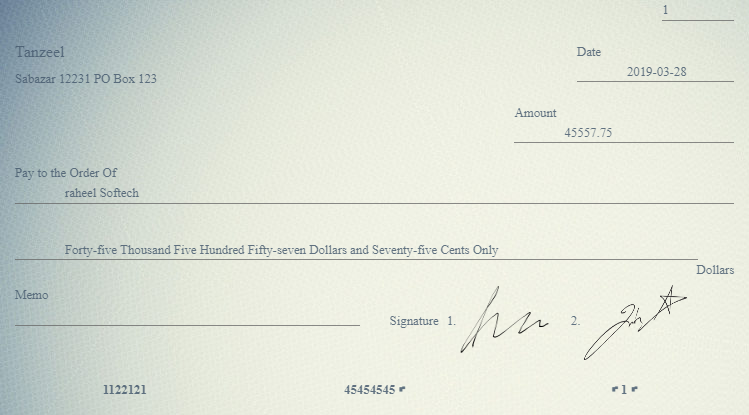 1
Tanzeel
Date
Sabazar 12231 PO Box 123
2019-03-28
Amount
45557.75
Pay to the Order Of
raheel Softech
Forty-five Thousand Five Hundred Fifty-seven Dollars and Seventy-five Cents Only
Dollars
Memo
Signature 1. 2.
1122121 45454545 ⑈ ⑈ 1 ⑈